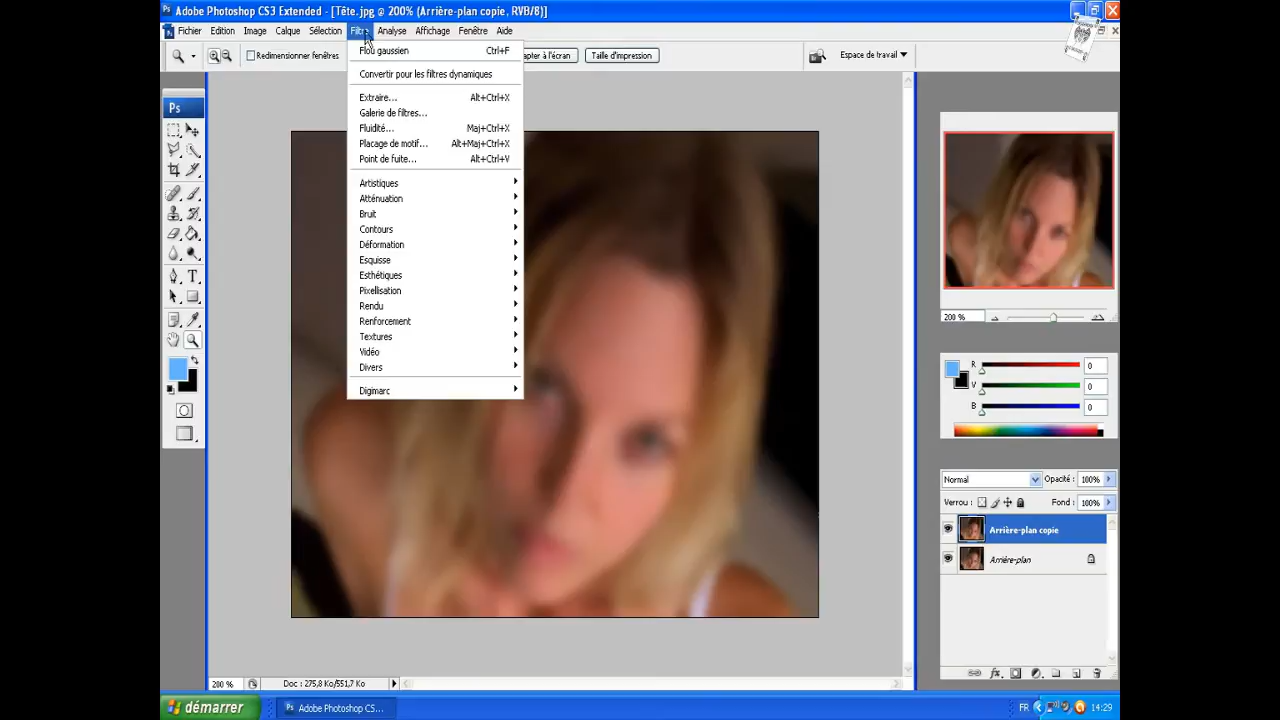 Adobe Photoshop CS3 Extended - [Tête.jpg @ 200% (Arrière-plan copie, RVB/8)]
Fichier Edition Image Calque Sélection Filtre Analyse Affichage Fenêtre Aide
Redimensionner fenêtres
apter à l'écran
Taille d'impression
Espace de travail
Flou gaussien Ctrl+F
Convertir pour les filtres dynamiques
Extraire... Alt+Ctrl+X
Galerie de filtres...
Fluidité... Maj+Ctrl+X
Placage de motif... Alt+Maj+Ctrl+X
Point de fuite... Alt+Ctrl+V
Artistiques
Atténuation
Bruit
Contours
Déformation
Esquisse
Esthétiques
Pixellisation
Rendu
Renforcement
Textures
Vidéo
Divers
Digimarc
Ps
200 %
R 0
V 0
B 0
Normal Opacité : 100%
Verrou : Fond : 100%
Arrière-plan copie
Arrière-plan
200 % Doc : 275,8 Ko/551,7 Ko
démarrer Adobe Photoshop CS... FR 14:29